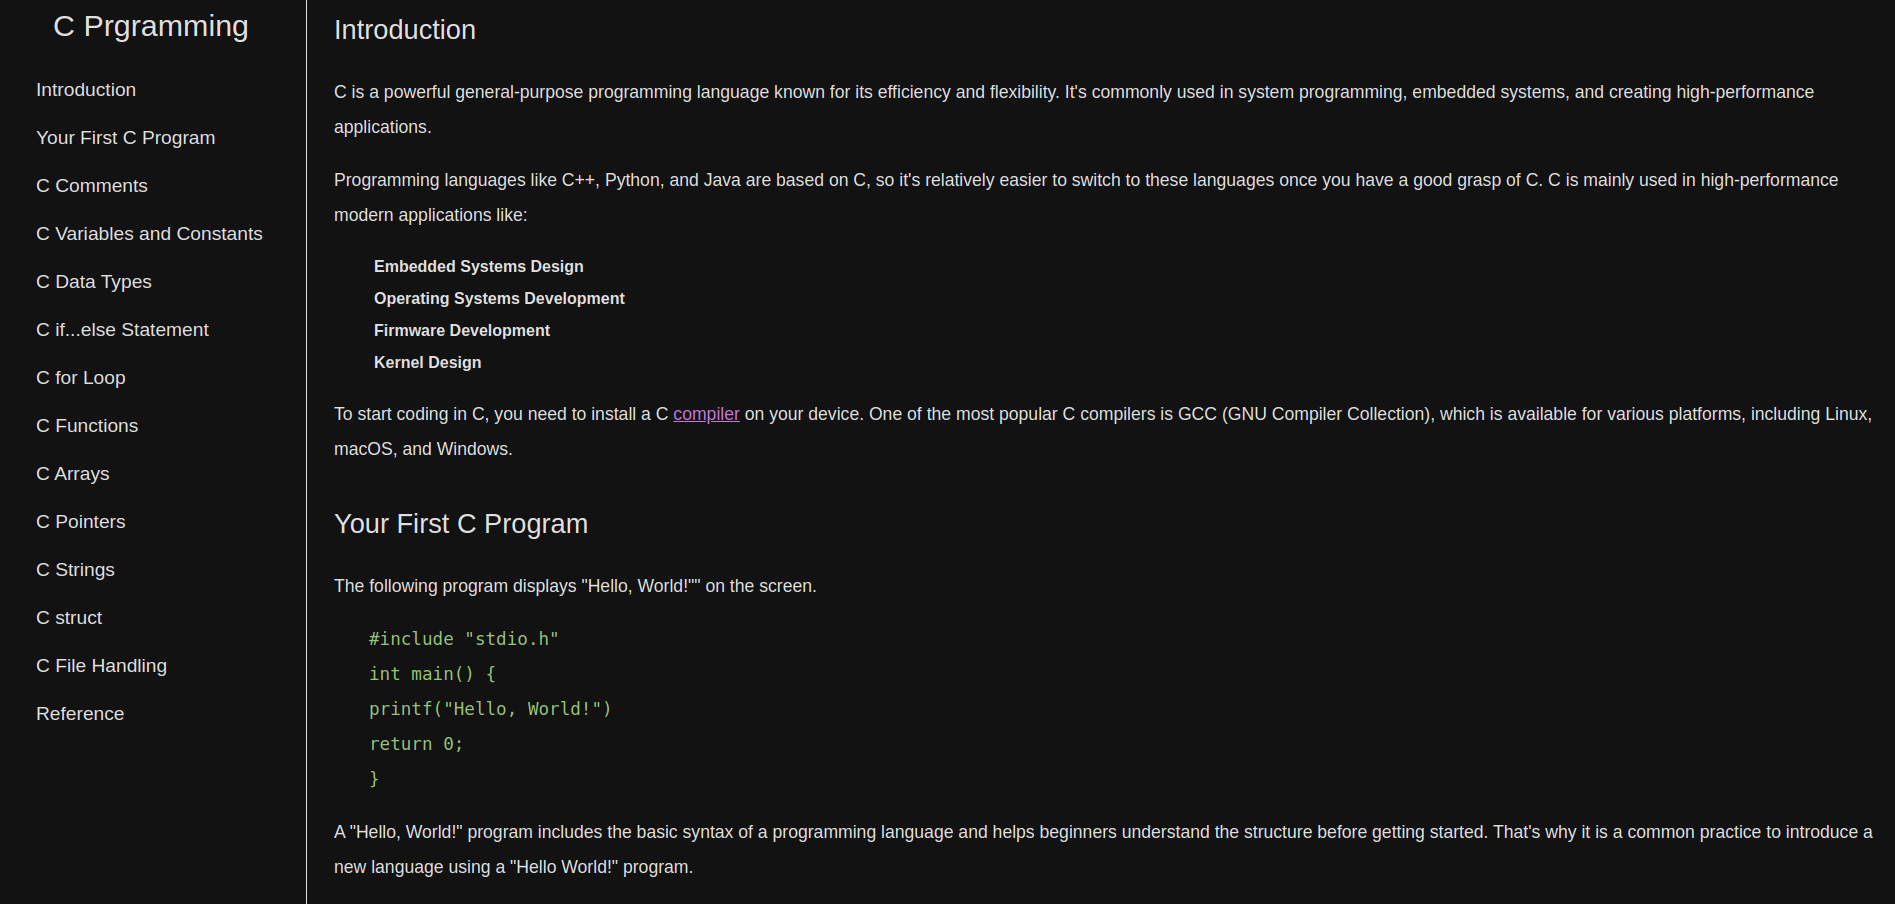 C Prgramming
Introduction
Your First C Program
C Comments
C Variables and Constants
C Data Types
C if...else Statement
C for Loop
C Functions
C Arrays
C Pointers
C Strings
C struct
C File Handling
Reference
Introduction
C is a powerful general-purpose programming language known for its efficiency and flexibility. It's commonly used in system programming, embedded systems, and creating high-performance
applications.
Programming languages like C++, Python, and Java are based on C, so it's relatively easier to switch to these languages once you have a good grasp of C. C is mainly used in high-performance
modern applications like:
Embedded Systems Design
Operating Systems Development
Firmware Development
Kernel Design
To start coding in C, you need to install a C compiler on your device. One of the most popular C compilers is GCC (GNU Compiler Collection), which is available for various platforms, including Linux,
macOS, and Windows.
Your First C Program
The following program displays "Hello, World!"" on the screen.
#include "stdio.h"
int main() {
printf("Hello, World!")
return 0;
}
A "Hello, World!" program includes the basic syntax of a programming language and helps beginners understand the structure before getting started. That's why it is a common practice to introduce a
new language using a "Hello World!" program.